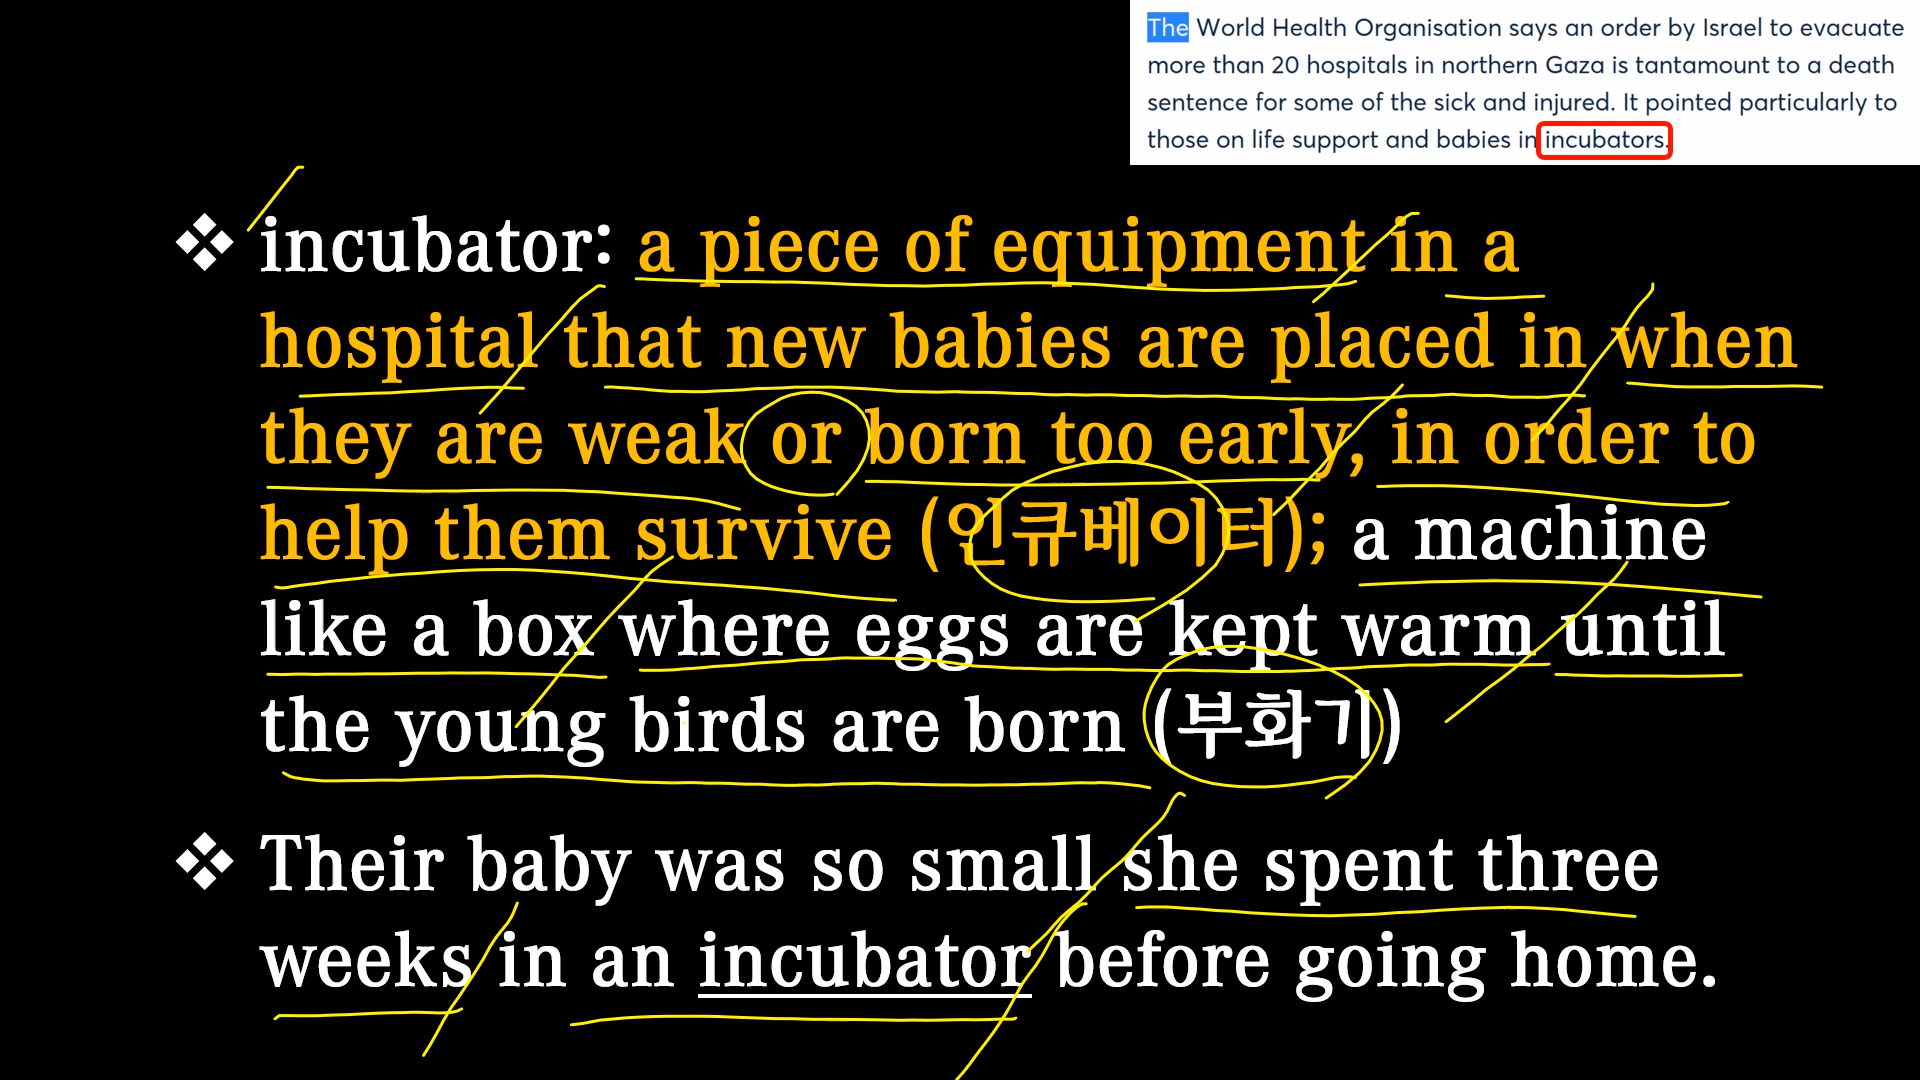 The World Health Organisation says an order by Israel to evacuate
more than 20 hospitals in northern Gaza is tantamount to a death
sentence for some of the sick and injured. It pointed particularly to
those on life support and babies in incubators.
❖ incubator: a piece of equipment in a
hospital that new babies are placed in when
they are weak or born too early, in order to
help them survive (인큐베이터); a machine
like a box where eggs are kept warm until
the young birds are born (부화기)
❖ Their baby was so small she spent three
weeks in an incubator before going home.